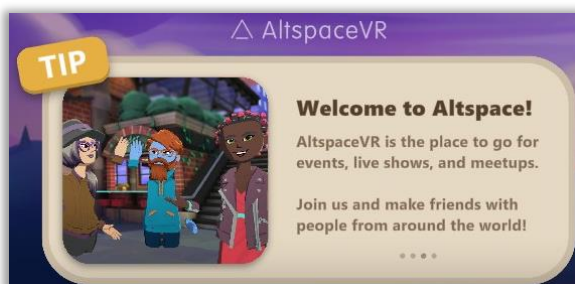 AltspaceVR
TIP
Welcome to Altspace!
AltspaceVR is the place to go for
events, live shows, and meetups.
Join us and make friends with
people from around the world!